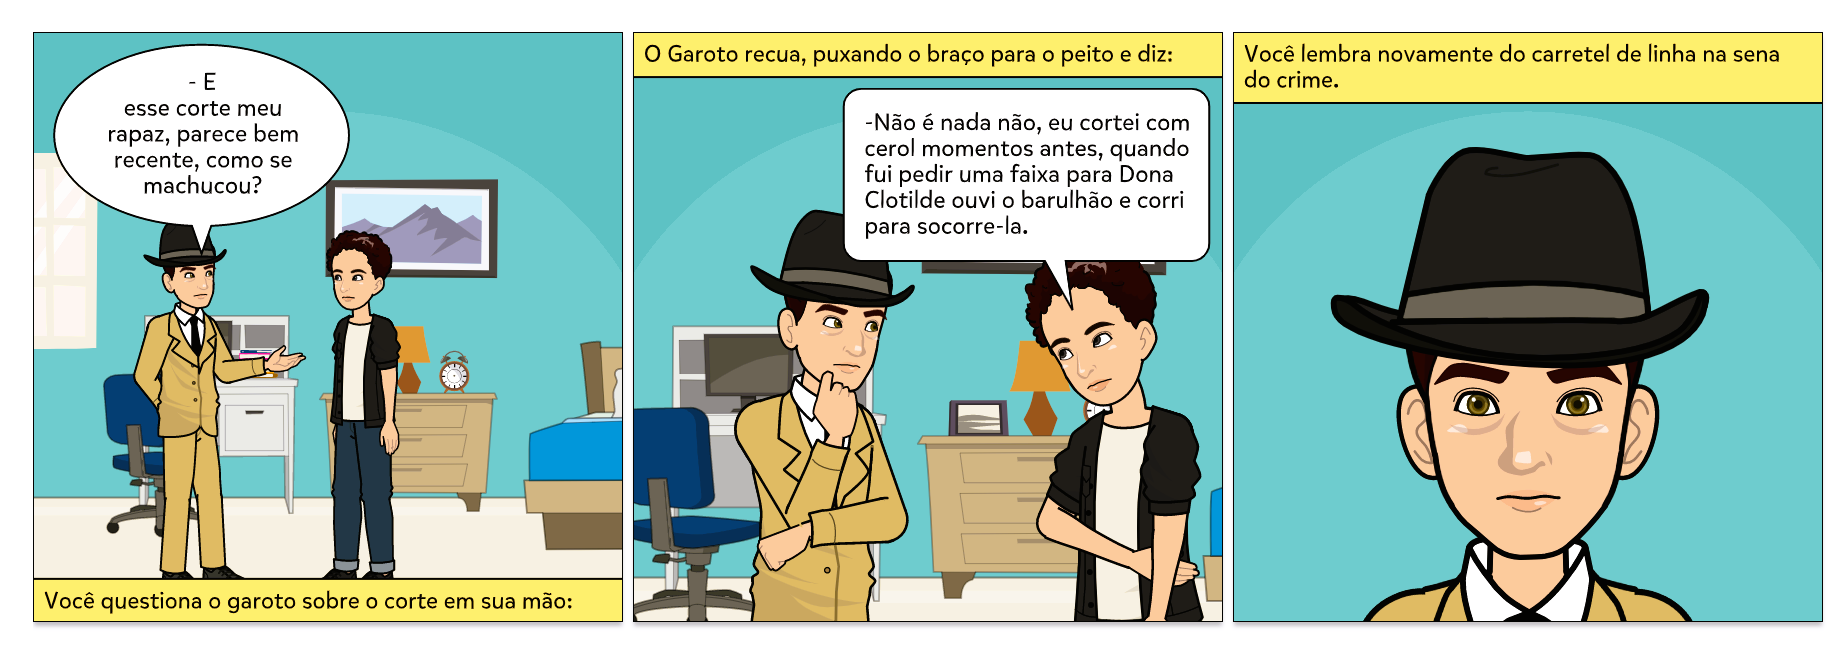 - E
esse corte meu
rapaz, parece bem
recente, como se
machucou?
Você questiona o garoto sobre o corte em sua mão:
O Garoto recua, puxando o braço para o peito e diz:
-Não é nada não, eu cortei com
cerol momentos antes, quando
fui pedir uma faixa para Dona
Clotilde ouvi o barulhão e corri
para socorre-la.
Você lembra novamente do carretel de linha na sena
do crime.